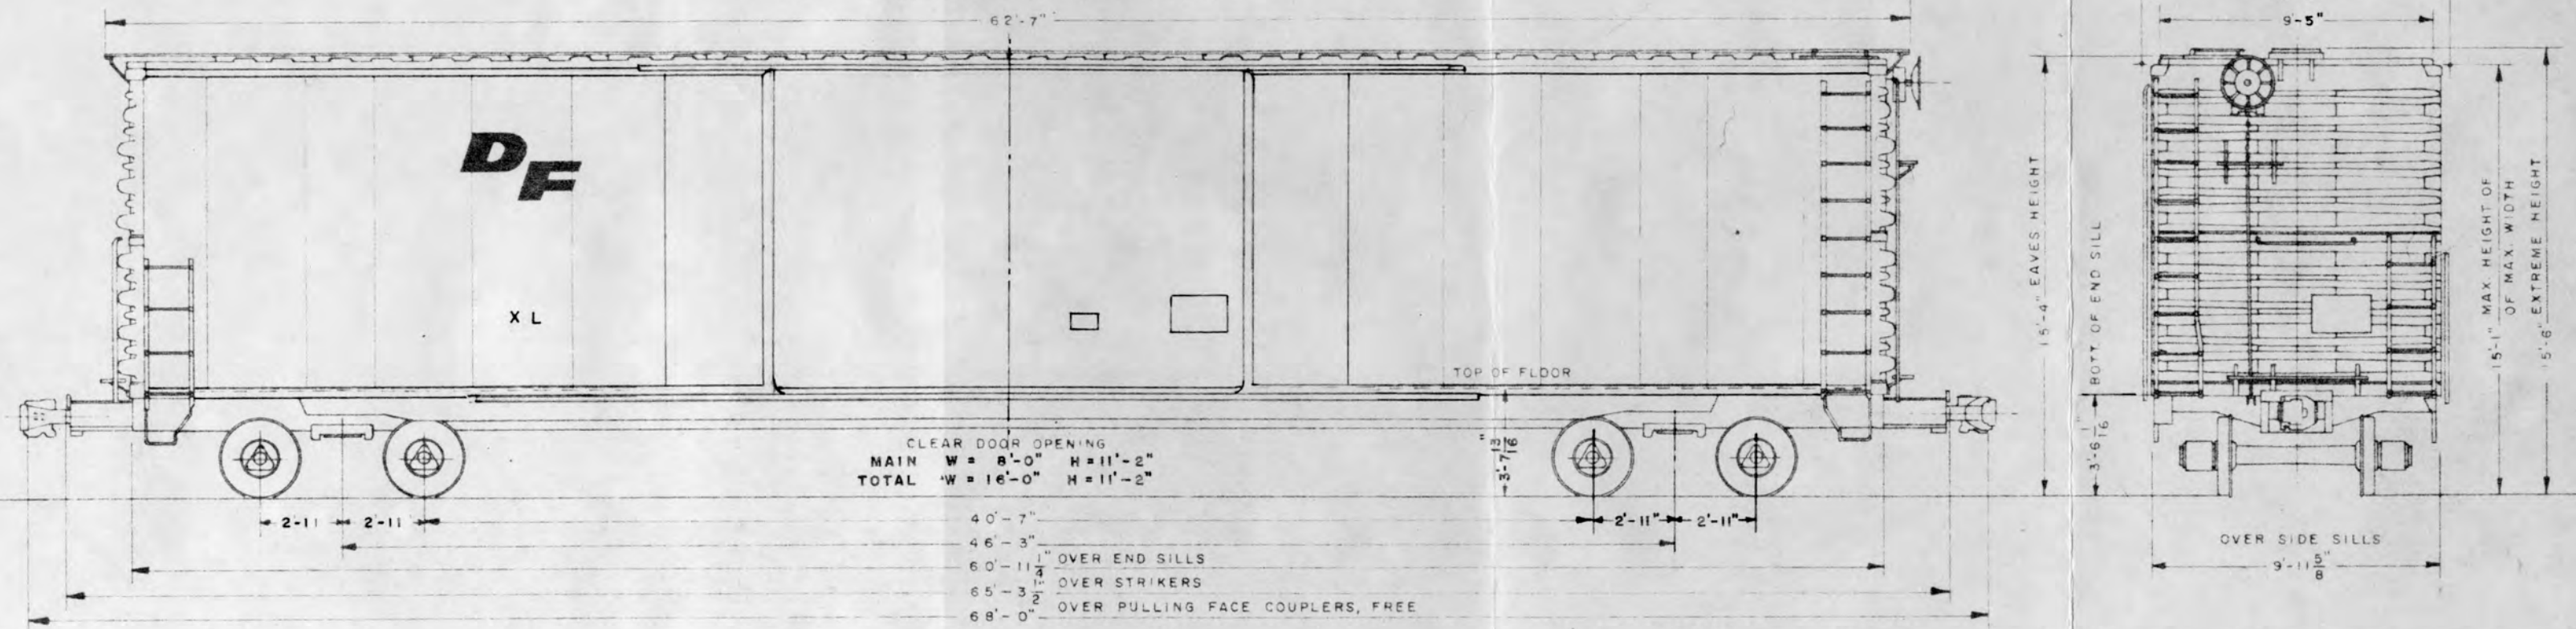 62'-7"
9'-5"
DF
XL
TOP OF FLOOR
CLEAR DOOR OPENING
MAIN W = 8'-0" H = 11'-2"
TOTAL W = 16'-0" H = 11'-2"
3'-7 13/16"
2'-11
2'-11
40'-7"
2'-11"
2'-11"
46'-3"
60'-11 1/4" OVER END SILLS
65'-3 1/2" OVER STRIKERS
68'-0" OVER PULLING FACE COUPLERS, FREE
15'-4" EAVES HEIGHT
3'-6 1/16 BOTT. OF END SILL
15'-1" MAX. HEIGHT OF
OF MAX. WIDTH
15'-6" EXTREME HEIGHT
OVER SIDE SILLS
9'-11 5/8